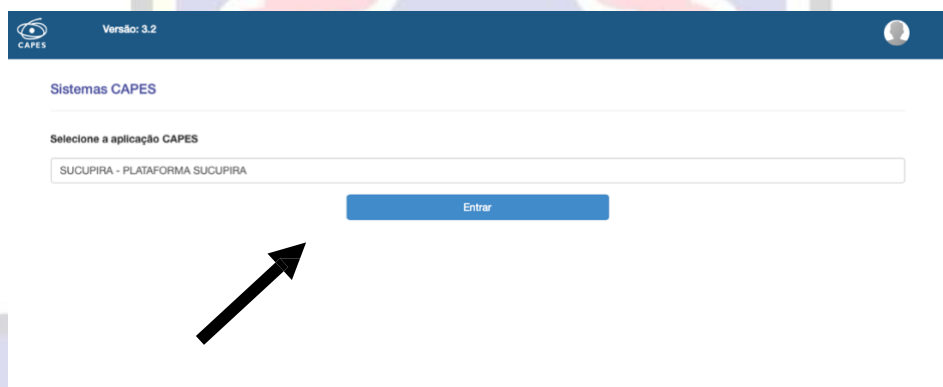 CAPES
Versão: 3.2
Sistemas CAPES
Selecione a aplicação CAPES
SUCUPIRA - PLATAFORMA SUCUPIRA
Entrar